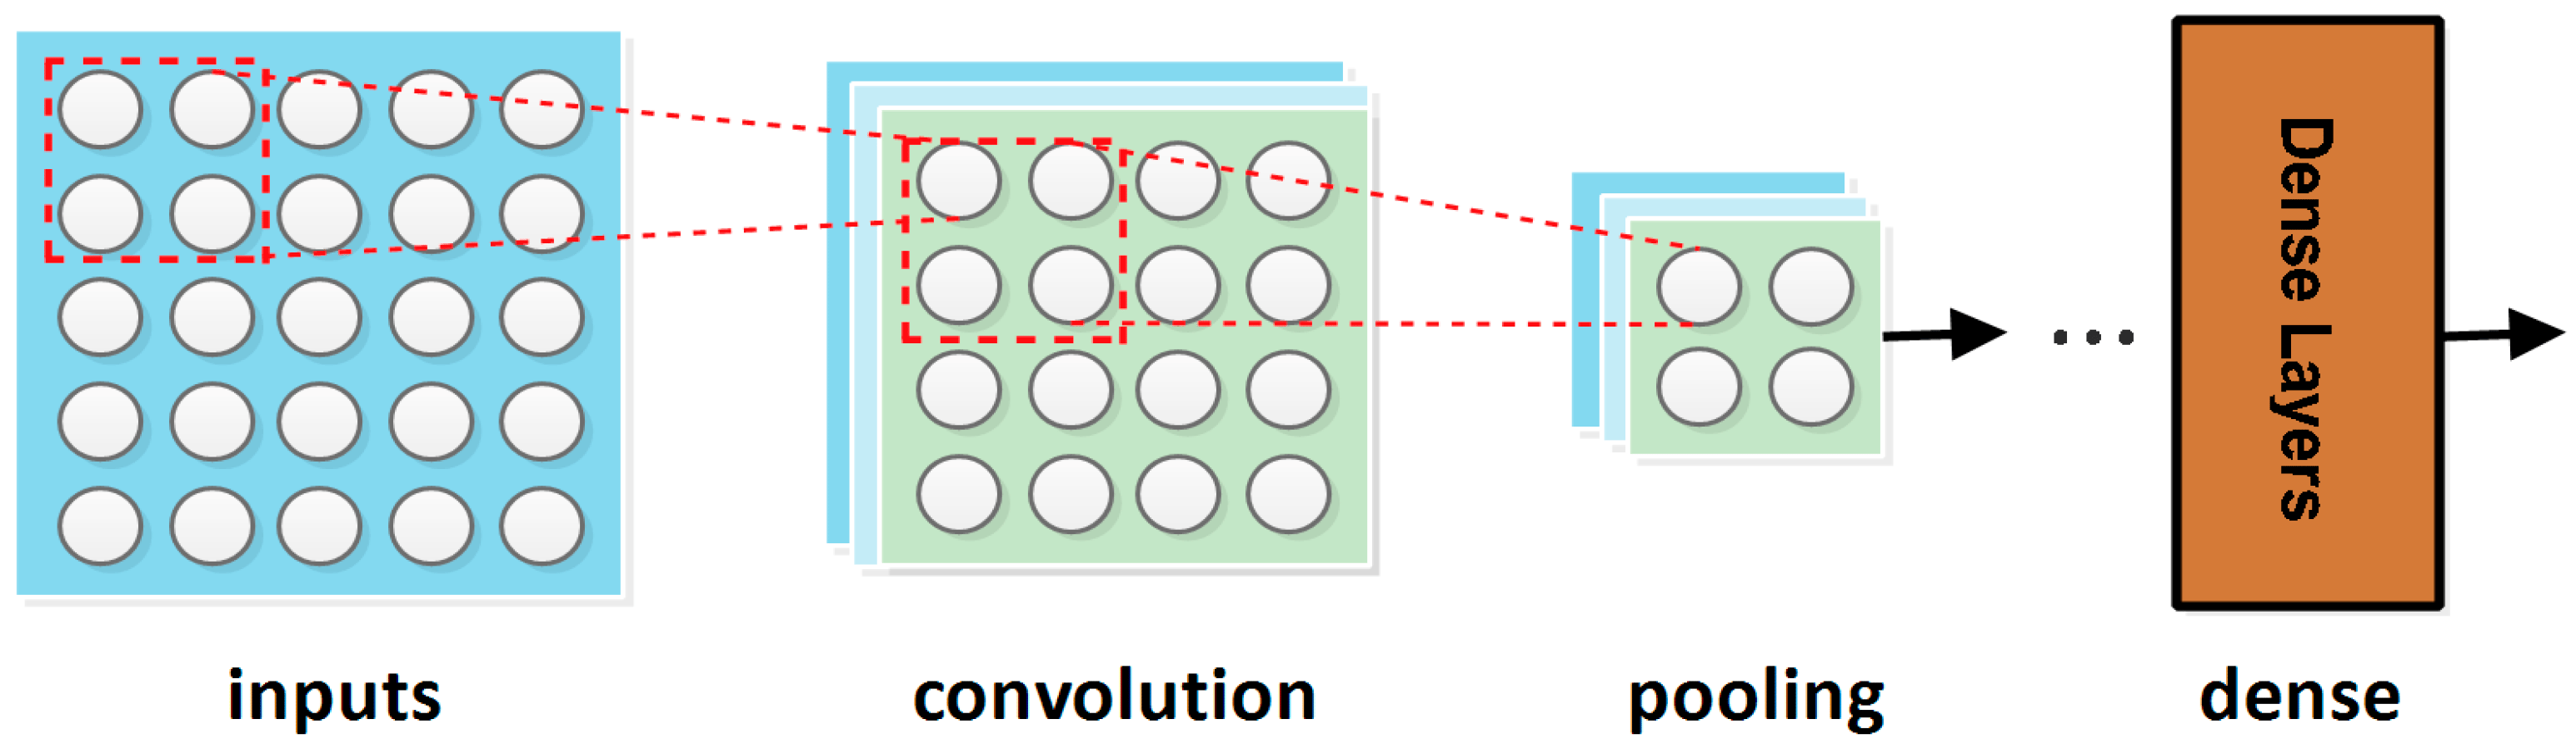 Dense Layers
inputs
convolution
pooling
dense